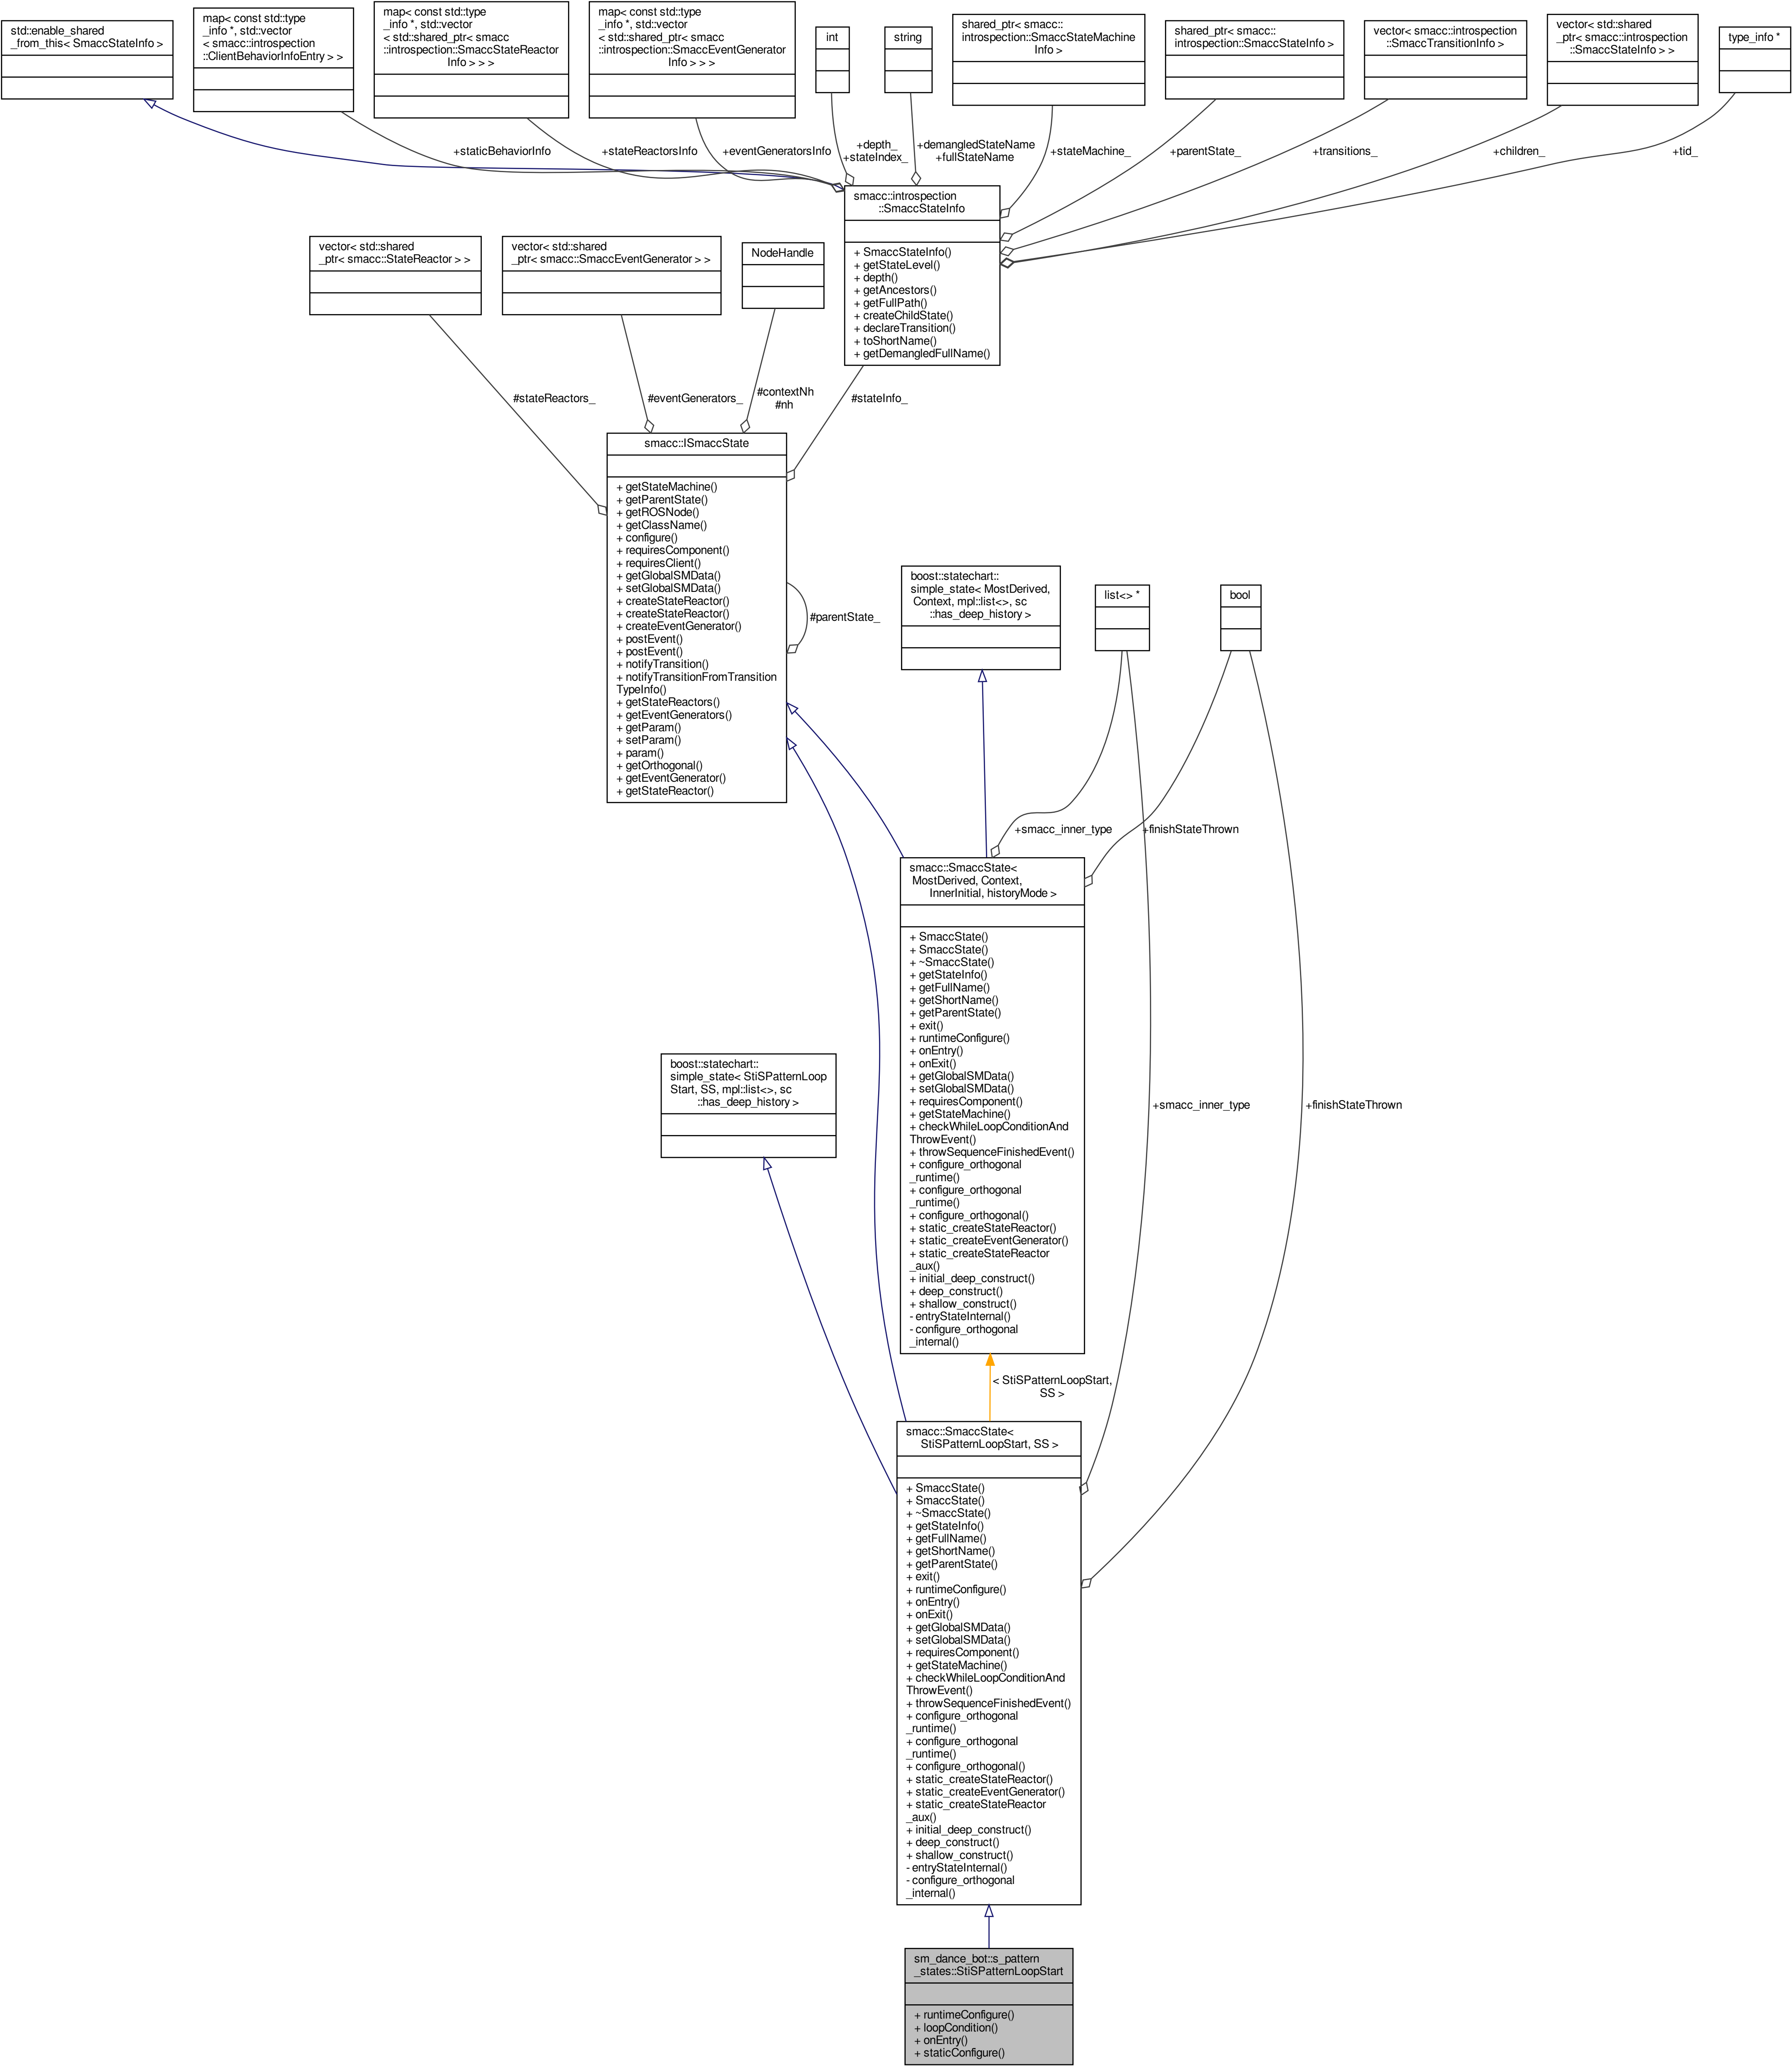 std::enable_shared
_from_this< SmaccStateInfo >
map< const std::type
_info *, std::vector
< smacc::introspection
::ClientBehaviorInfoEntry > >
map< const std::type
_info *, std::vector
< std::shared_ptr< smacc
::introspection::SmaccStateReactor
Info > > >
map< const std::type
_info *, std::vector
< std::shared_ptr< smacc
::introspection::SmaccEventGenerator
Info > > >
int
string
shared_ptr< smacc::
introspection::SmaccStateMachine
Info >
shared_ptr< smacc::
introspection::SmaccStateInfo >
vector< smacc::introspection
::SmaccTransitionInfo >
vector< std::shared
_ptr< smacc::introspection
::SmaccStateInfo > >
type_info *
+staticBehaviorInfo
+stateReactorsInfo
+eventGeneratorsInfo
+depth_
+stateIndex_
+demangledStateName
+fullStateName
+stateMachine_
+parentState_
+transitions_
+children_
+tid_
smacc::introspection
::SmaccStateInfo
+ SmaccStateInfo()
+ getStateLevel()
+ depth()
+ getAncestors()
+ getFullPath()
+ createChildState()
+ declareTransition()
+ toShortName()
+ getDemangledFullName()
vector< std::shared
_ptr< smacc::StateReactor > >
vector< std::shared
_ptr< smacc::SmaccEventGenerator > >
NodeHandle
#stateReactors_
#eventGenerators_
#contextNh
#nh
#stateInfo_
smacc::ISmaccState
+ getStateMachine()
+ getParentState()
+ getROSNode()
+ getClassName()
+ configure()
+ requiresComponent()
+ requiresClient()
+ getGlobalSMData()
+ setGlobalSMData()
+ createStateReactor()
+ createStateReactor()
+ createEventGenerator()
+ postEvent()
+ postEvent()
+ notifyTransition()
+ notifyTransitionFromTransition
TypeInfo()
+ getStateReactors()
+ getEventGenerators()
+ getParam()
+ setParam()
+ param()
+ getOrthogonal()
+ getEventGenerator()
+ getStateReactor()
#parentState_
boost::statechart::
simple_state< MostDerived,
Context, mpl::list<>, sc
::has_deep_history >
list<> *
bool
+smacc_inner_type
+finishStateThrown
smacc::SmaccState<
MostDerived, Context,
InnerInitial, historyMode >
+ SmaccState()
+ SmaccState()
+ ~SmaccState()
+ getStateInfo()
+ getFullName()
+ getShortName()
+ getParentState()
+ exit()
+ runtimeConfigure()
+ onEntry()
+ onExit()
+ getGlobalSMData()
+ setGlobalSMData()
+ requiresComponent()
+ getStateMachine()
+ checkWhileLoopConditionAnd
ThrowEvent()
+ throwSequenceFinishedEvent()
+ configure_orthogonal
_runtime()
+ configure_orthogonal
_runtime()
+ configure_orthogonal()
+ static_createStateReactor()
+ static_createEventGenerator()
+ static_createStateReactor
_aux()
+ initial_deep_construct()
+ deep_construct()
+ shallow_construct()
- entryStateInternal()
- configure_orthogonal
_internal()
boost::statechart::
simple_state< StiSPatternLoop
Start, SS, mpl::list<>, sc
::has_deep_history >
+smacc_inner_type
+finishStateThrown
< StiSPatternLoopStart,
SS >
smacc::SmaccState<
StiSPatternLoopStart, SS >
+ SmaccState()
+ SmaccState()
+ ~SmaccState()
+ getStateInfo()
+ getFullName()
+ getShortName()
+ getParentState()
+ exit()
+ runtimeConfigure()
+ onEntry()
+ onExit()
+ getGlobalSMData()
+ setGlobalSMData()
+ requiresComponent()
+ getStateMachine()
+ checkWhileLoopConditionAnd
ThrowEvent()
+ throwSequenceFinishedEvent()
+ configure_orthogonal
_runtime()
+ configure_orthogonal
_runtime()
+ configure_orthogonal()
+ static_createStateReactor()
+ static_createEventGenerator()
+ static_createStateReactor
_aux()
+ initial_deep_construct()
+ deep_construct()
+ shallow_construct()
- entryStateInternal()
- configure_orthogonal
_internal()
sm_dance_bot::s_pattern
_states::StiSPatternLoopStart
+ runtimeConfigure()
+ loopCondition()
+ onEntry()
+ staticConfigure()